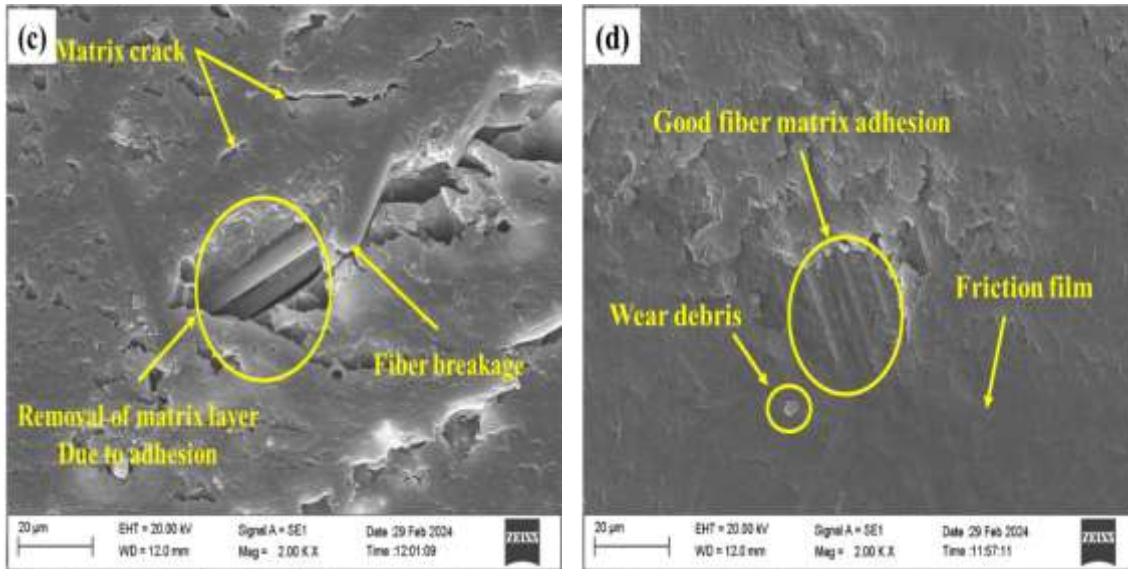 (c)
Matrix crack
Fiber breakage
Removal of matrix layer
Due to adhesion
20 µm
EHT = 20.00 kV
Signal A = SE1
Date :29 Feb 2024
WD = 12.0 mm
Mag = 2.00 K X
Time :12:01:09
ZEISS
(d)
Good fiber matrix adhesion
Friction film
Wear debris
20 µm
EHT = 20.00 kV
Signal A = SE1
Date :29 Feb 2024
WD = 12.0 mm
Mag = 2.00 K X
Time :11:57:11
ZEISS